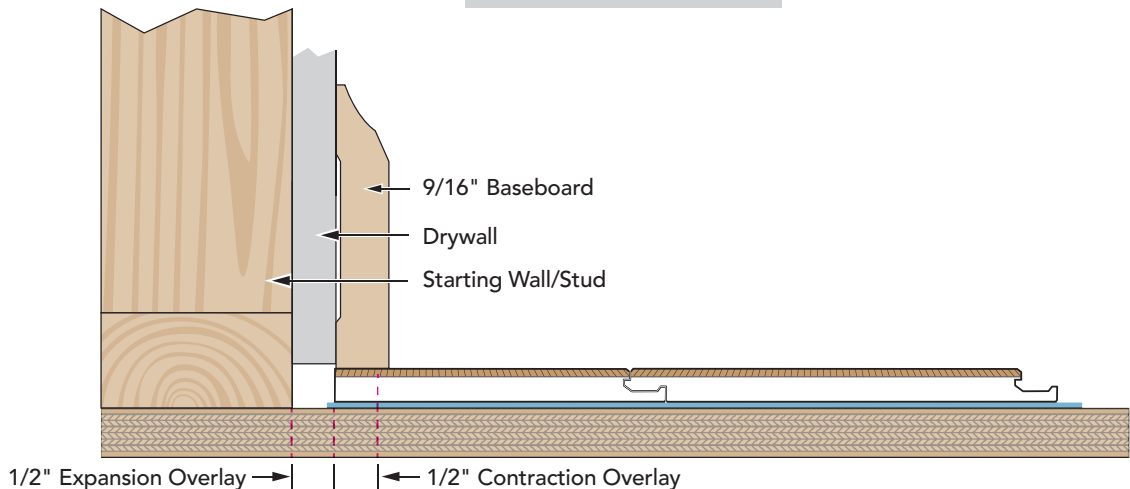 9/16" Baseboard
Drywall
Starting Wall/Stud
1/2" Expansion Overlay
1/2" Contraction Overlay